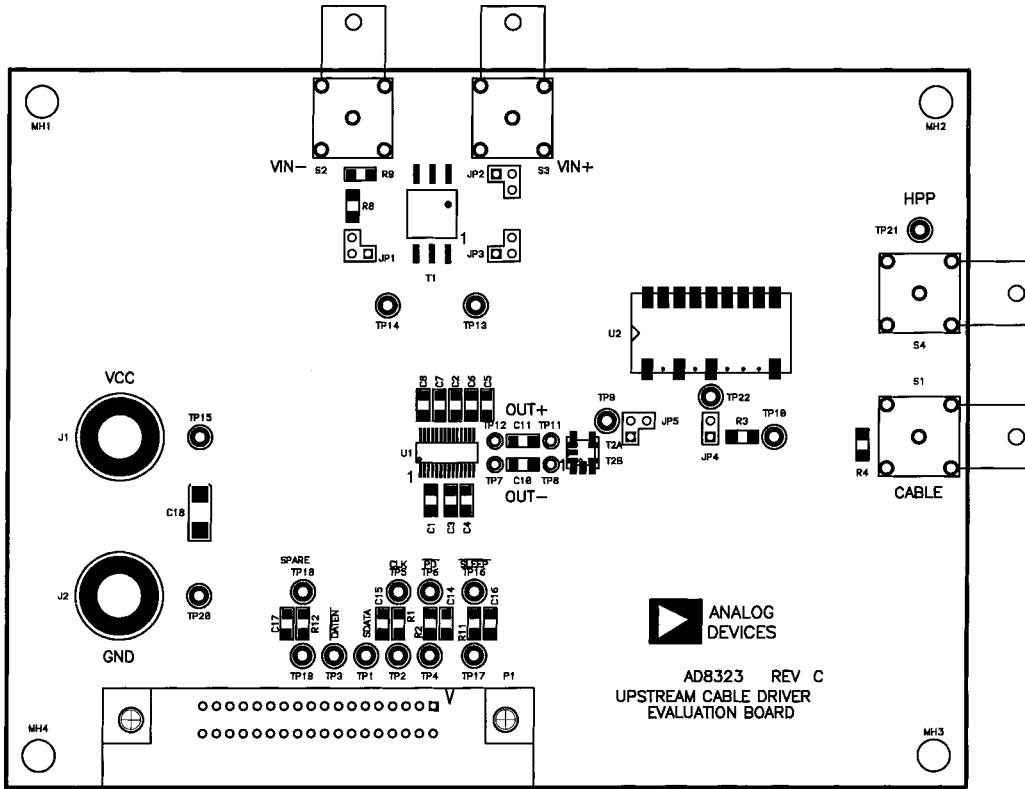 MH1
MH2
VIN-
S2
S3
VIN+
R9
JP2
R8
HPP
TP21
1
JP1
JP3
T1
TP14
TP13
U2
S4
VCC
C8
C7
C2
C6
C5
S1
TP9
TP22
J1
TP15
OUT+
TP12
C11
TP11
JP5
R3
TP10
U1
T2A
1
1
T2B
JP4
R4
TP7
C10
TP8
OUT-
CABLE
C18
C1
C3
C4
SPARE
CLK
PD
SLEEP
TP18
TP5
TP6
TP16
J2
TP20
C17
R12
DATEN
SDATA
C15
R1
R2
C14
R11
C16
ANALOG
DEVICES
GND
TP19
TP3
TP1
TP2
TP4
TP17
P1
AD8323 REV C
UPSTREAM CABLE DRIVER
EVALUATION BOARD
MH4
MH3